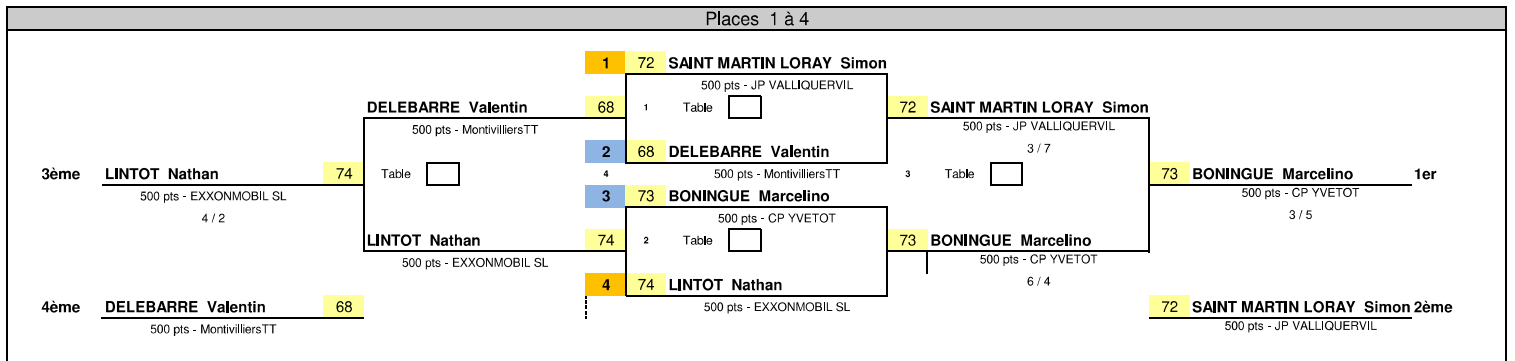 Places 1 à 4
1 72 SAINT MARTIN LORAY Simon
500 pts - JP VALLIQUERVIL
DELEBARRE Valentin 68 1 Table 72 SAINT MARTIN LORAY Simon
500 pts - MontivilliersTT 500 pts - JP VALLIQUERVIL
2 68 DELEBARRE Valentin 3 / 7
3ème LINTOT Nathan 74 Table 4 500 pts - MontivilliersTT 3 Table 73 BONINGUE Marcelino 1er
500 pts - EXXONMOBIL SL 3 73 BONINGUE Marcelino 500 pts - CP YVETOT
4 / 2 500 pts - CP YVETOT 3 / 5
LINTOT Nathan 74 2 Table 73 BONINGUE Marcelino
500 pts - EXXONMOBIL SL 500 pts - CP YVETOT
4 74 LINTOT Nathan 6 / 4
4ème DELEBARRE Valentin 68 500 pts - EXXONMOBIL SL 72 SAINT MARTIN LORAY Simon 2ème
500 pts - MontivilliersTT 500 pts - JP VALLIQUERVIL